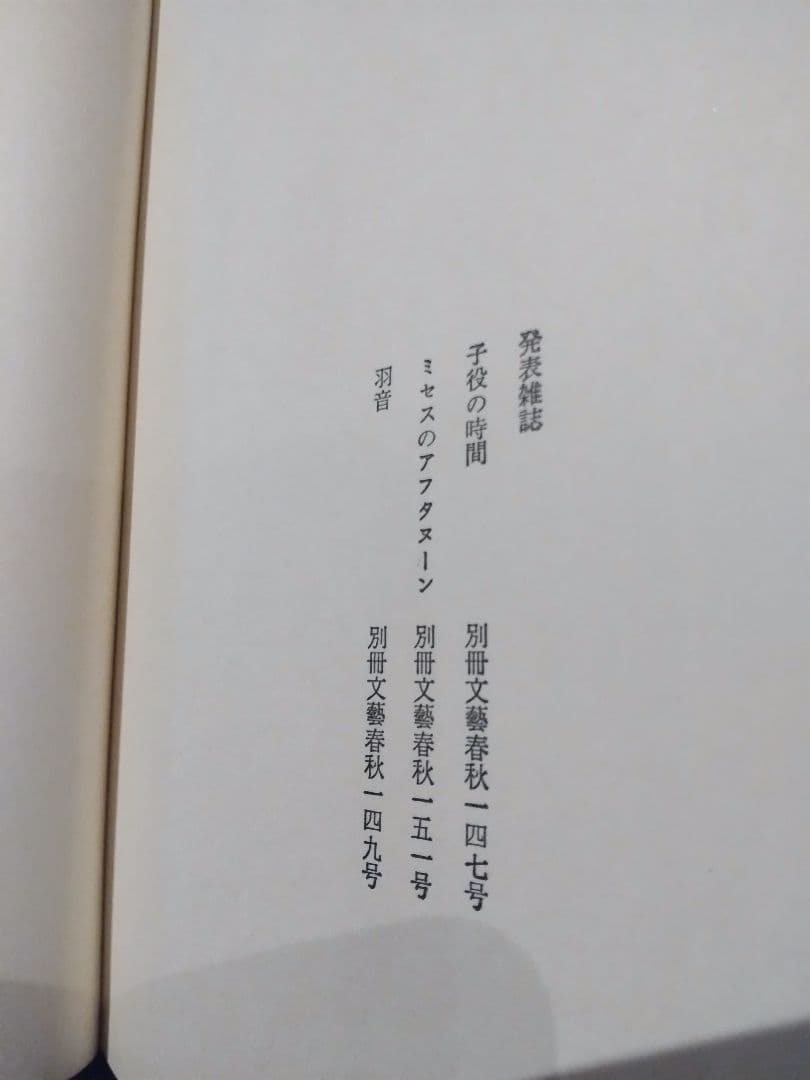 発表雑誌
子役の時間　別冊文藝春秋一四七号
ミセスのアフタヌーン　別冊文藝春秋一五一号
羽音　別冊文藝春秋一四九号